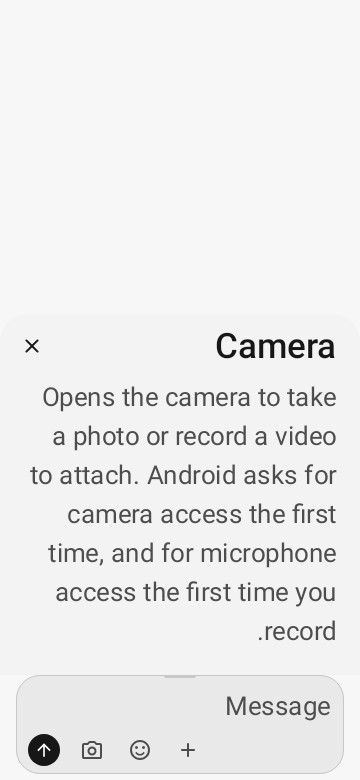 Camera
Opens the camera to take
a photo or record a video
to attach. Android asks for
camera access the first
time, and for microphone
access the first time you
.record
Message